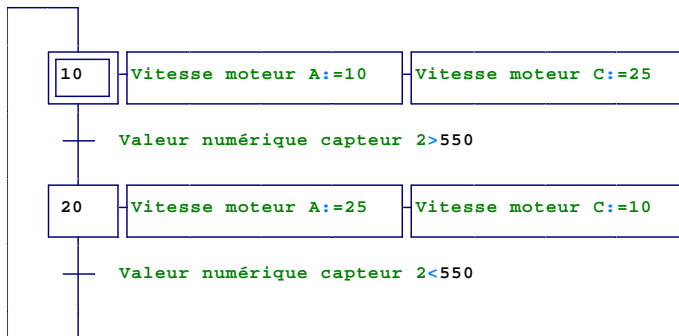 10 Vitesse moteur A:=10 Vitesse moteur C:=25
Valeur numérique capteur 2>550
20 Vitesse moteur A:=25 Vitesse moteur C:=10
Valeur numérique capteur 2<550